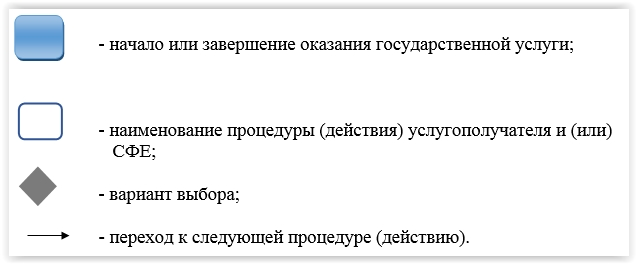 - начало или завершение оказания государственной услуги;
- наименование процедуры (действия) услугополучателя и (или)
СФЕ;
- вариант выбора;
- переход к следующей процедуре (действию).